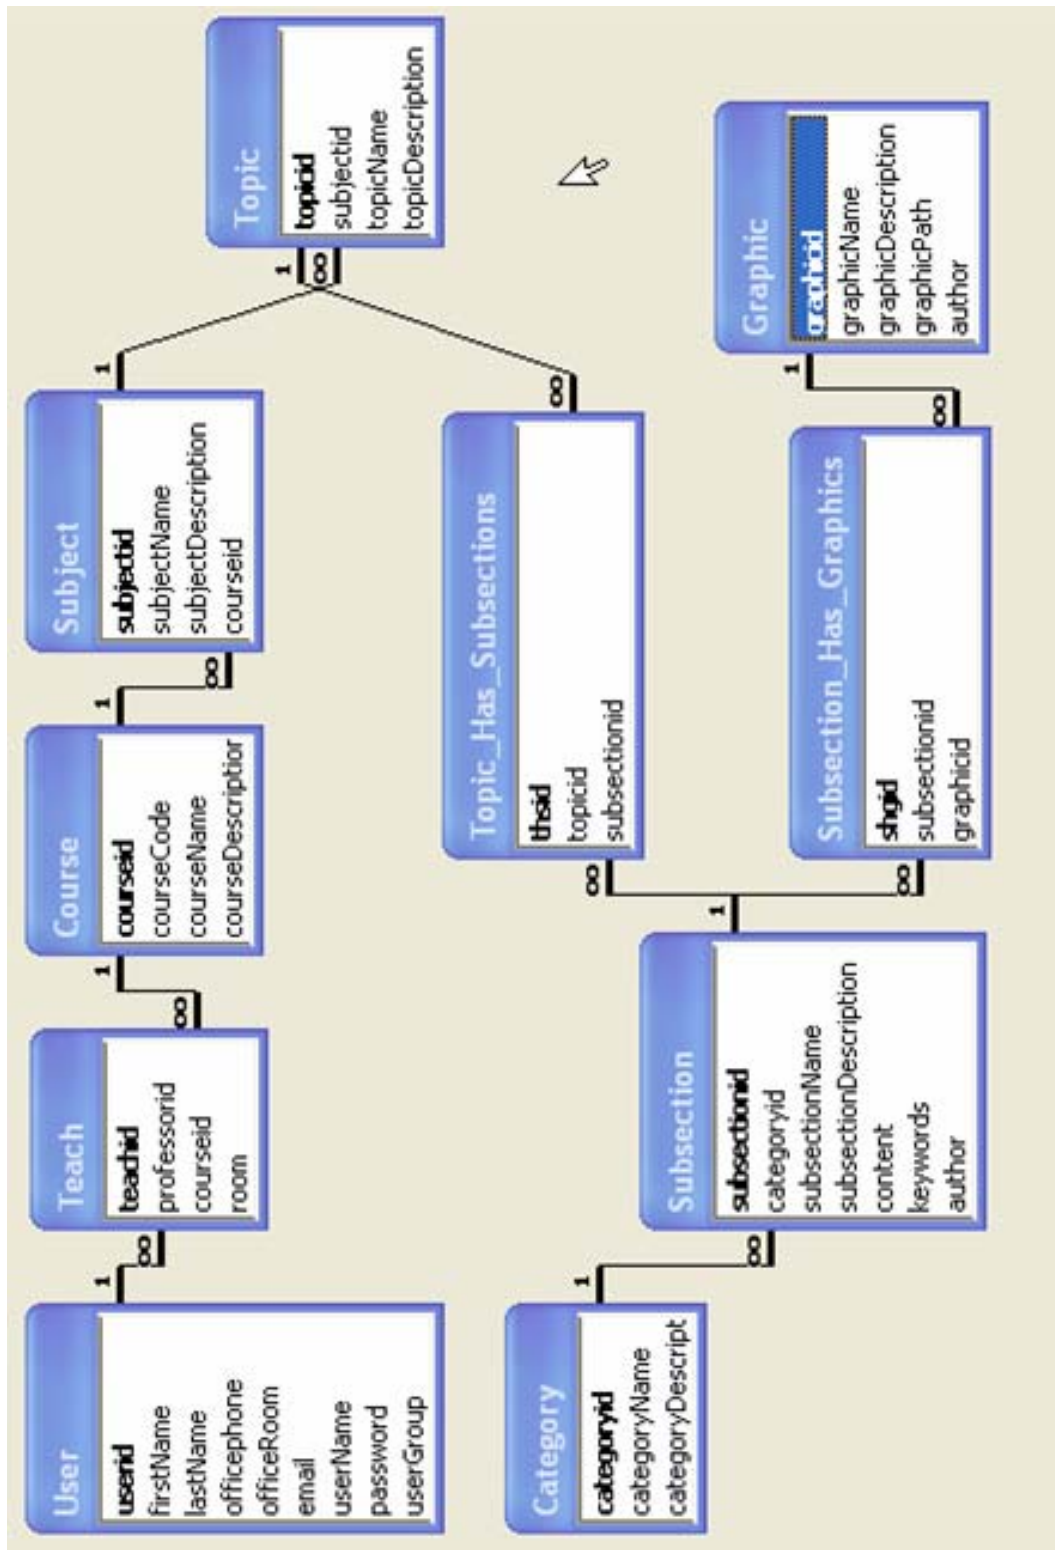 User
userid
firstName
lastName
officephone
officeRoom
email
userName
password
userGroup
1
∞
Teach
teachid
professorid
courseid
room
∞
1
Course
courseid
courseCode
courseName
courseDescriptior
1
∞
Subject
subjectid
subjectName
subjectDescription
courseid
1
1
∞
Topic
topicid
subjectid
topicName
topicDescription
Category
categoryid
categoryName
categoryDescript
1
∞
Subsection
subsectionid
categoryid
subsectionName
subsectionDescription
content
keywords
author
1
∞
∞
Topic_Has_Subsections
thsid
topicid
subsectionid
∞
Subsection_Has_Graphics
shgid
subsectionid
graphicid
∞
1
Graphic
graphicid
graphicName
graphicDescription
graphicPath
author